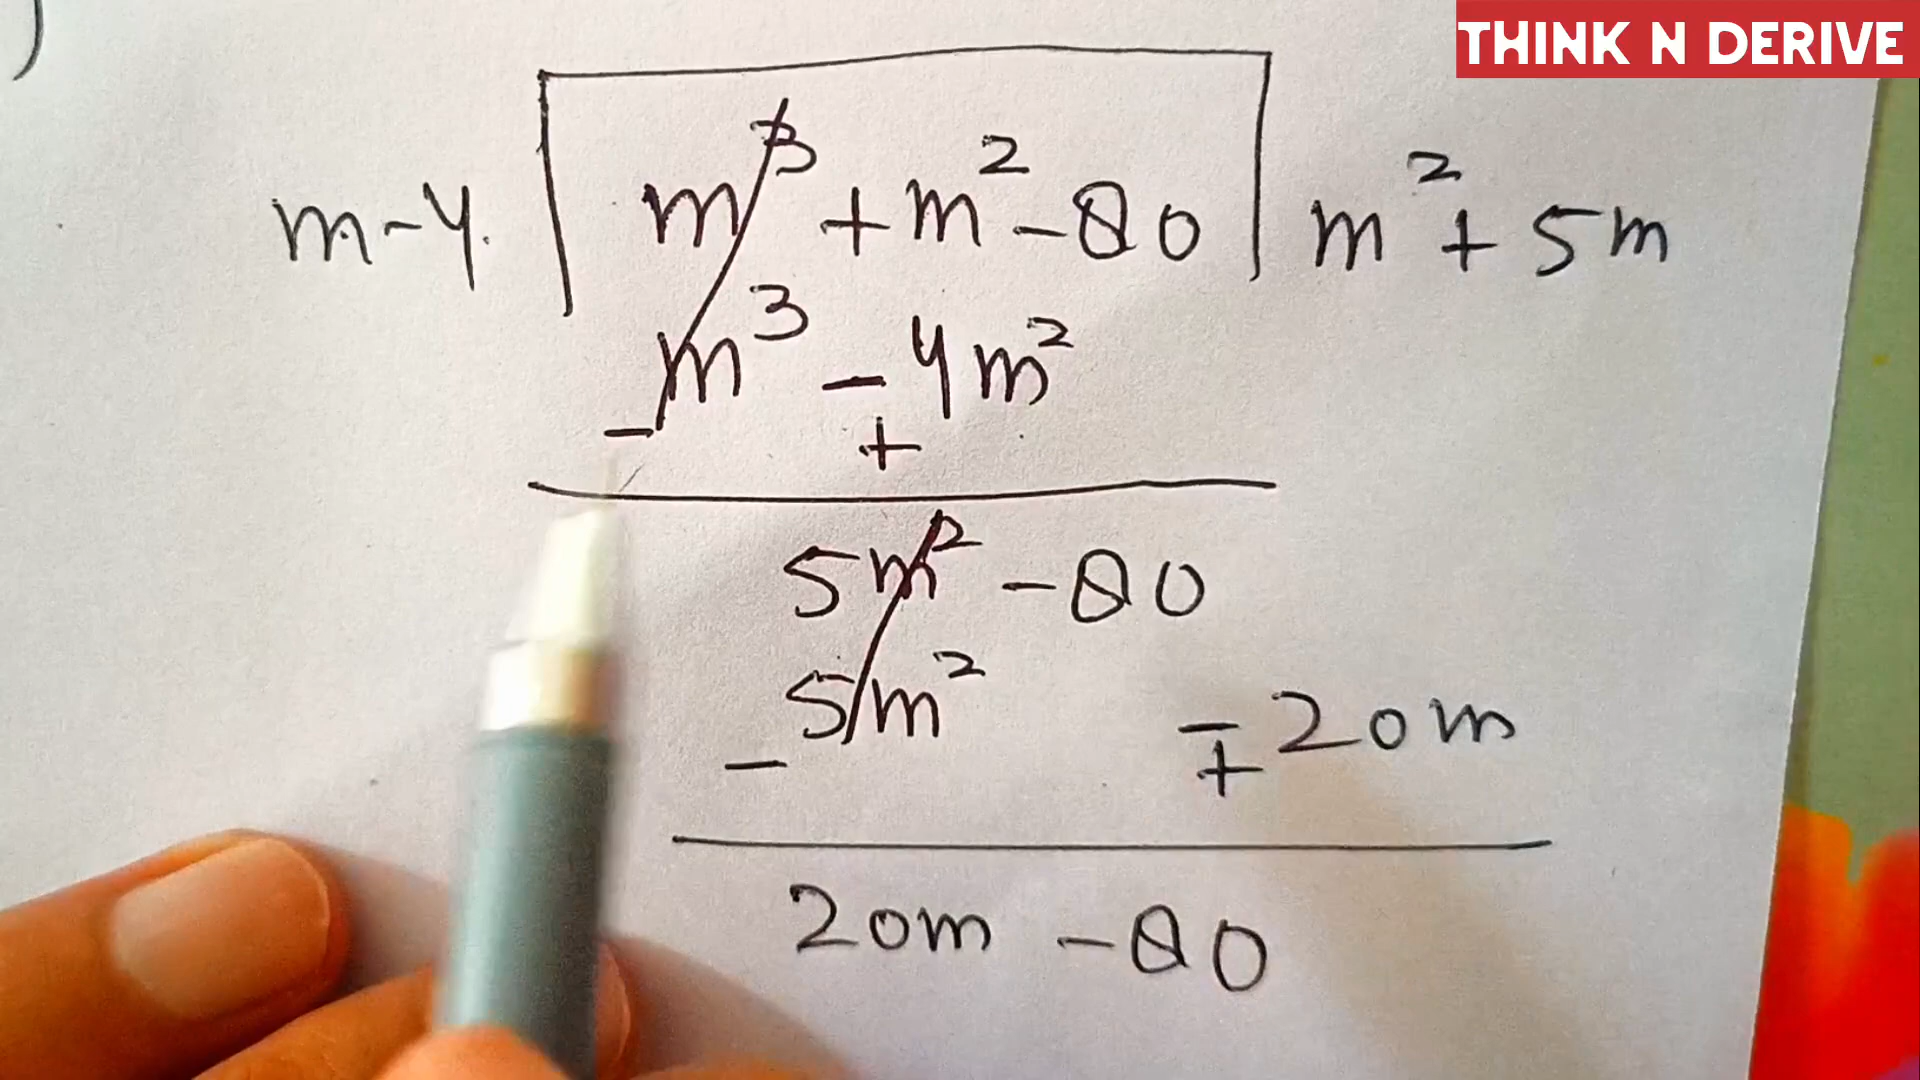 THINK N DERIVE
)
m-4 m³ + m² - 80 m² + 5m
m³ - 4m²
- +
5m² - 80
5m² - 20m
- +
20m - 80